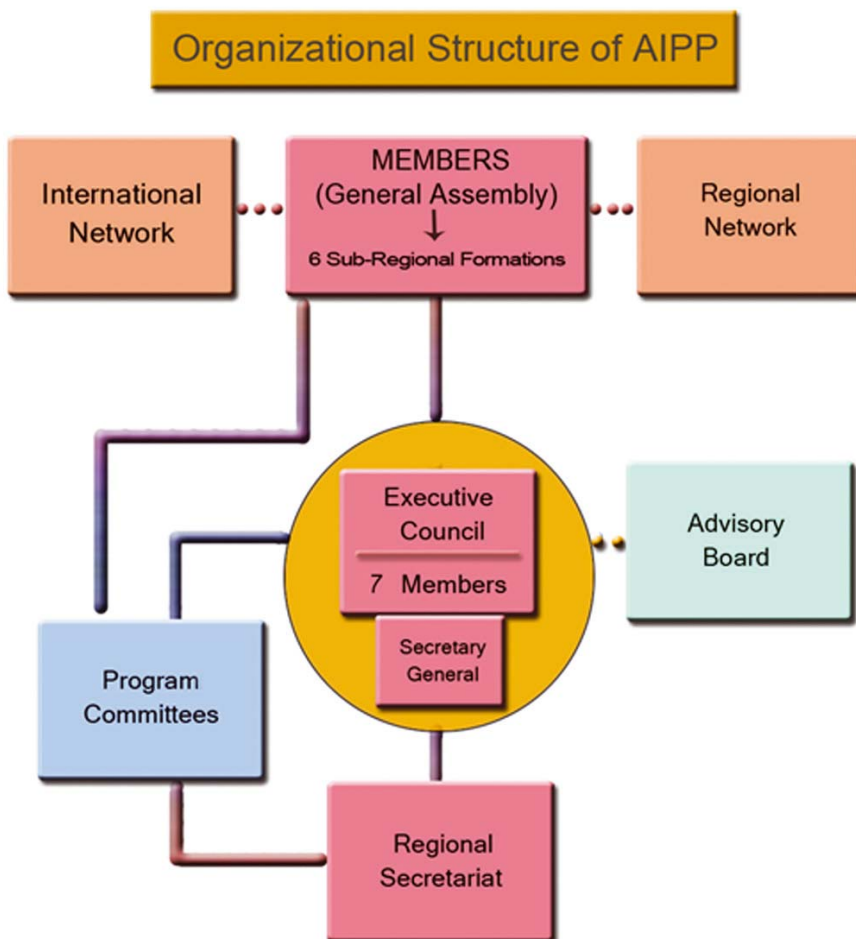 Organizational Structure of AIPP
International
Network
MEMBERS
(General Assembly)
6 Sub-Regional Formations
Regional
Network
Executive
Council
7 Members
Secretary
General
Advisory
Board
Program
Committees
Regional
Secretariat